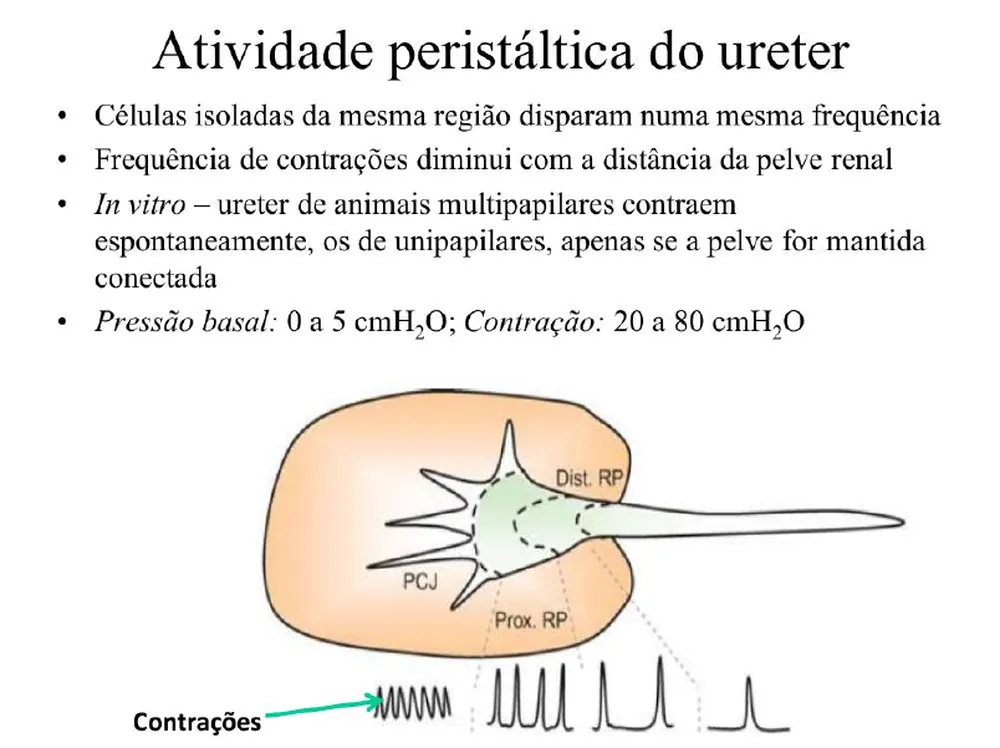 Atividade peristáltica do ureter
• Células isoladas da mesma região disparam numa mesma frequência
• Frequência de contrações diminui com a distância da pelve renal
• In vitro – ureter de animais multipapilares contraem
espontaneamente, os de unipapilares, apenas se a pelve for mantida
conectada
• Pressão basal: 0 a 5 cmH₂O; Contração: 20 a 80 cmH₂O
Dist. RP
PCJ
Prox. RP
Contrações